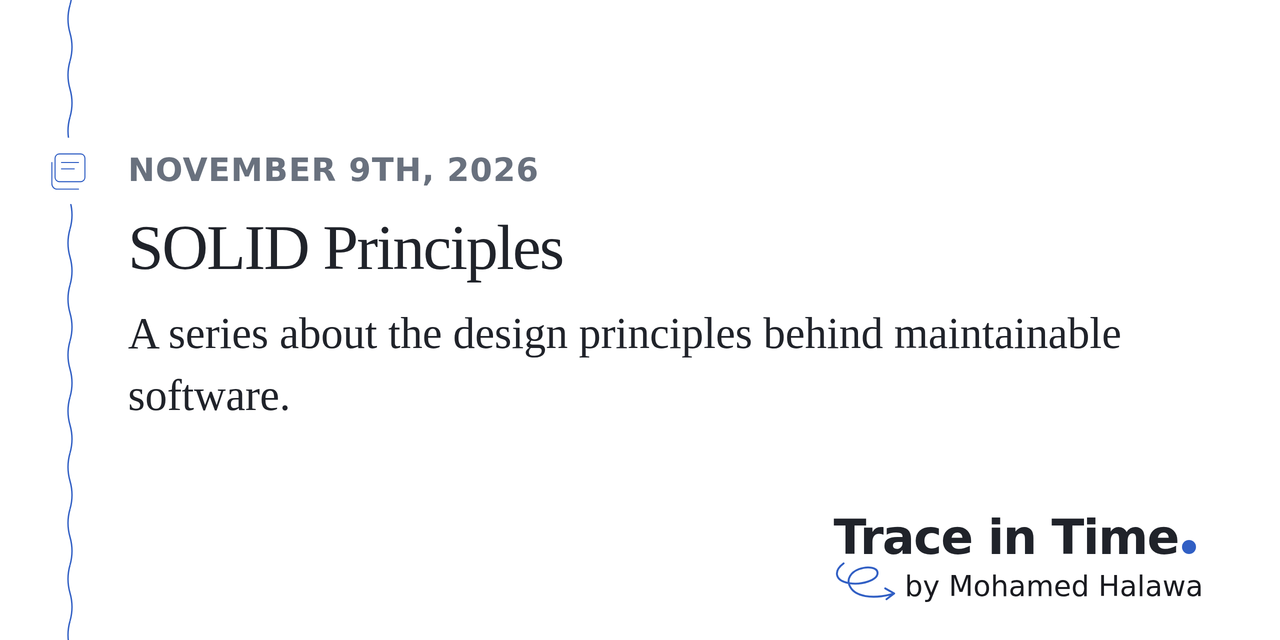 NOVEMBER 9TH, 2026
SOLID Principles
A series about the design principles behind maintainable
software.
Trace in Time.
by Mohamed Halawa